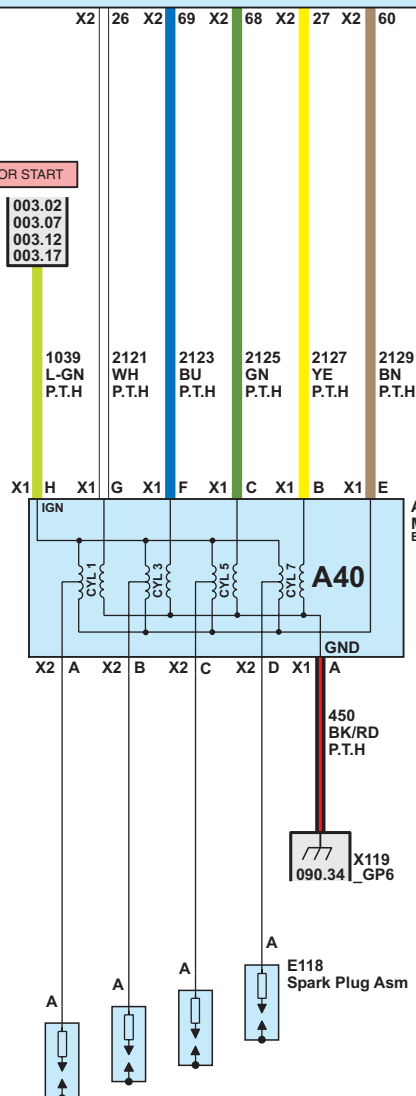 X2 26 X2 69 X2 68 X2 27 X2 60
OR START
003.02
003.07
003.12
003.17
1039 2121 2123 2125 2127 2129
L-GN WH BU GN YE BN
P.T.H P.T.H P.T.H P.T.H P.T.H P.T.H
X1 H X1 G X1 F X1 C X1 B X1 E
IGN
CYL 1 CYL 3 CYL 5 CYL 7
A40
GND
X2 A X2 B X2 C X2 D X1 A
450
BK/RD
P.T.H
X119
090.34 _GP6
A
E118
Spark Plug Asm
A
A
A